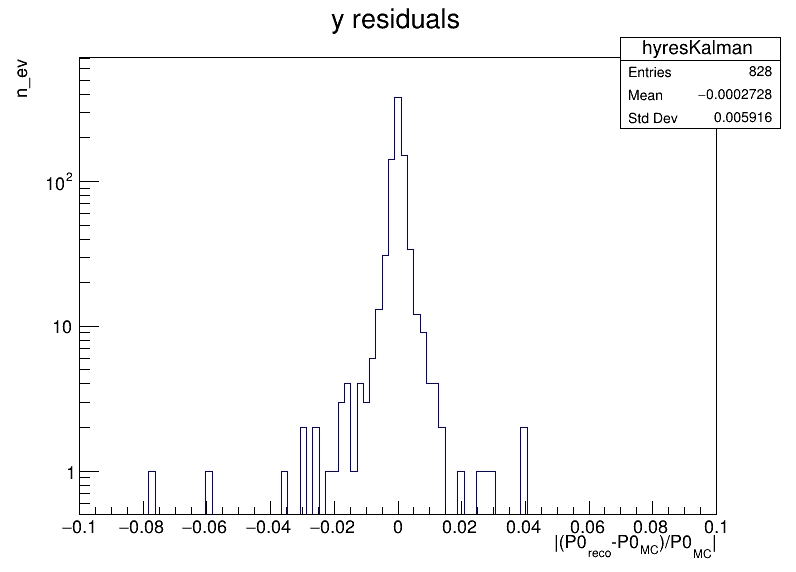 y residuals
hyresKalman
Entries 828
Mean −0.0002728
Std Dev 0.005916
n_ev
10²
10
1
−0.1 −0.08 −0.06 −0.04 −0.02 0 0.02 0.04 0.06 0.08 0.1
|(P0reco-P0MC)/P0MC|